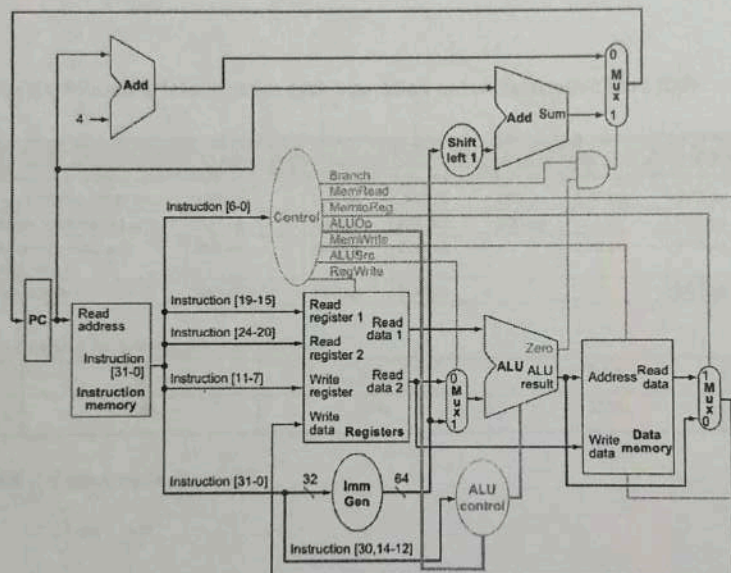 Add
4
0
M
u
x
1
Add Sum
Shift
left 1
Branch
MemRead
MemtoReg
ALUOp
MemWrite
ALUSrc
RegWrite
Control
Instruction [6-0]
PC
Read
address
Instruction
[31-0]
Instruction
memory
Instruction [19-15]
Instruction [24-20]
Instruction [11-7]
Instruction [31-0]
Read
register 1
Read
register 2
Write
register
Write
data
Read
data 1
Read
data 2
Registers
0
M
u
x
1
Zero
ALU
ALU
result
Address
Read
data
Write
data
Data
memory
1
M
u
x
0
32
Imm
Gen
64
ALU
control
Instruction [30,14-12]